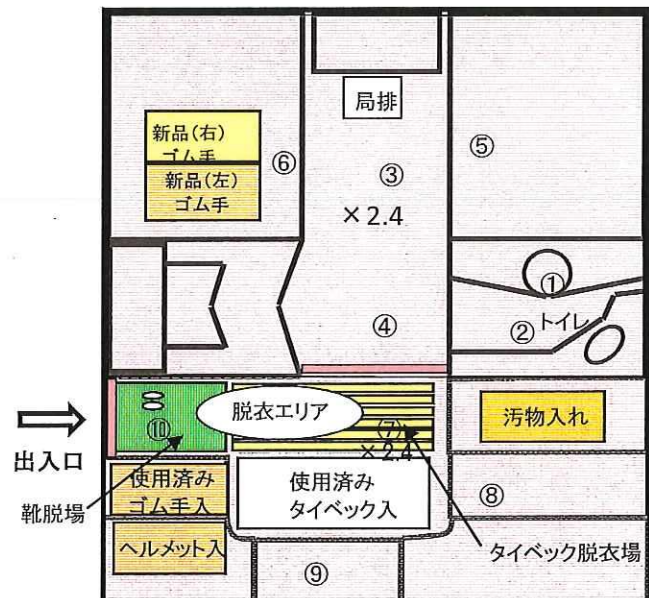 局排
新品(右)
ゴム手
新品(左)
ゴム手
⑥
③
×2.4
⑤
①
②
トイレ
④
⑩
脱衣エリア
⑦
×2.4
汚物入れ
出入口
靴脱場
使用済み
ゴム手入
使用済み
タイベック入
⑧
ヘルメット入
⑨
タイベック脱衣場